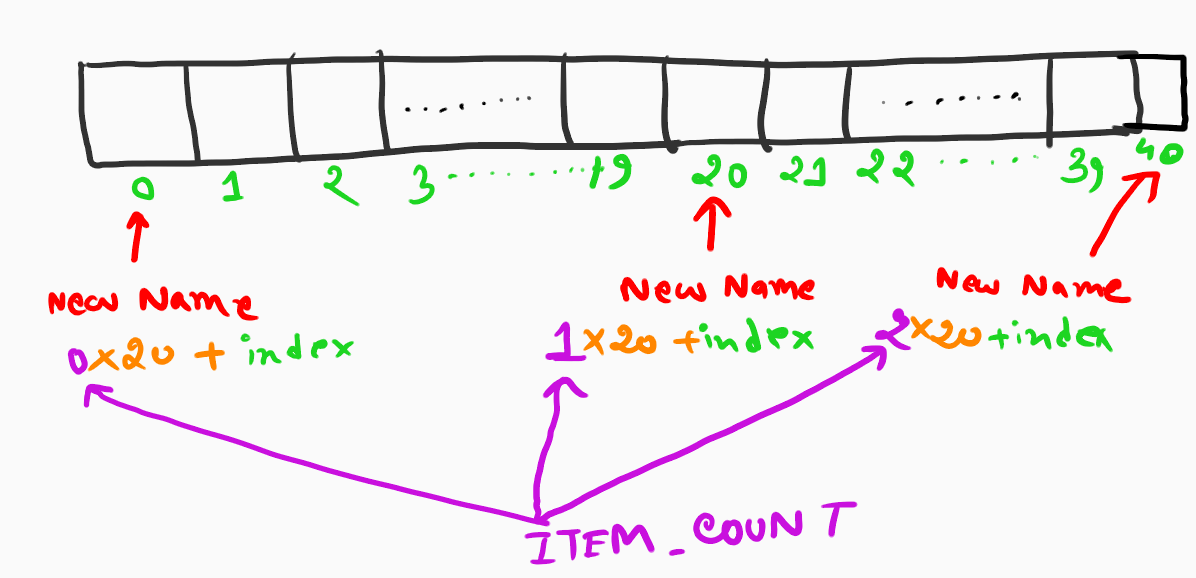 0 1 2 3 ........ 19 20 21 22 ...... 39 40
New Name New Name New Name
0x20 + index 1x20 + index 2x20 + index
ITEM_COUNT